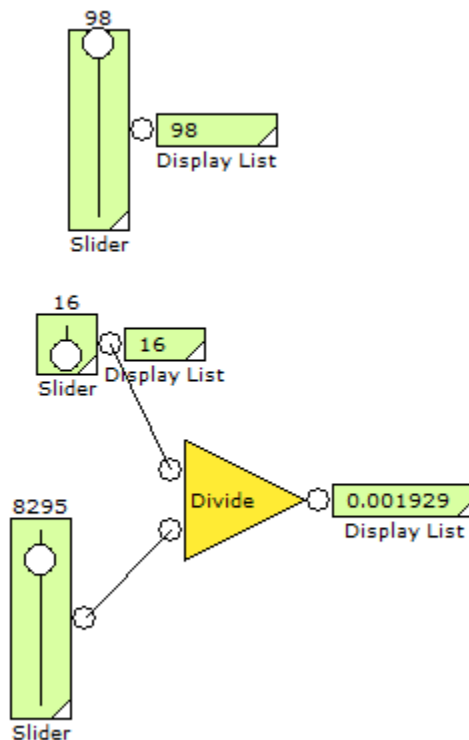 98
98
Display List
Slider
16
16
Slider
Display List
Divide
8295
0.001929
Display List
Slider